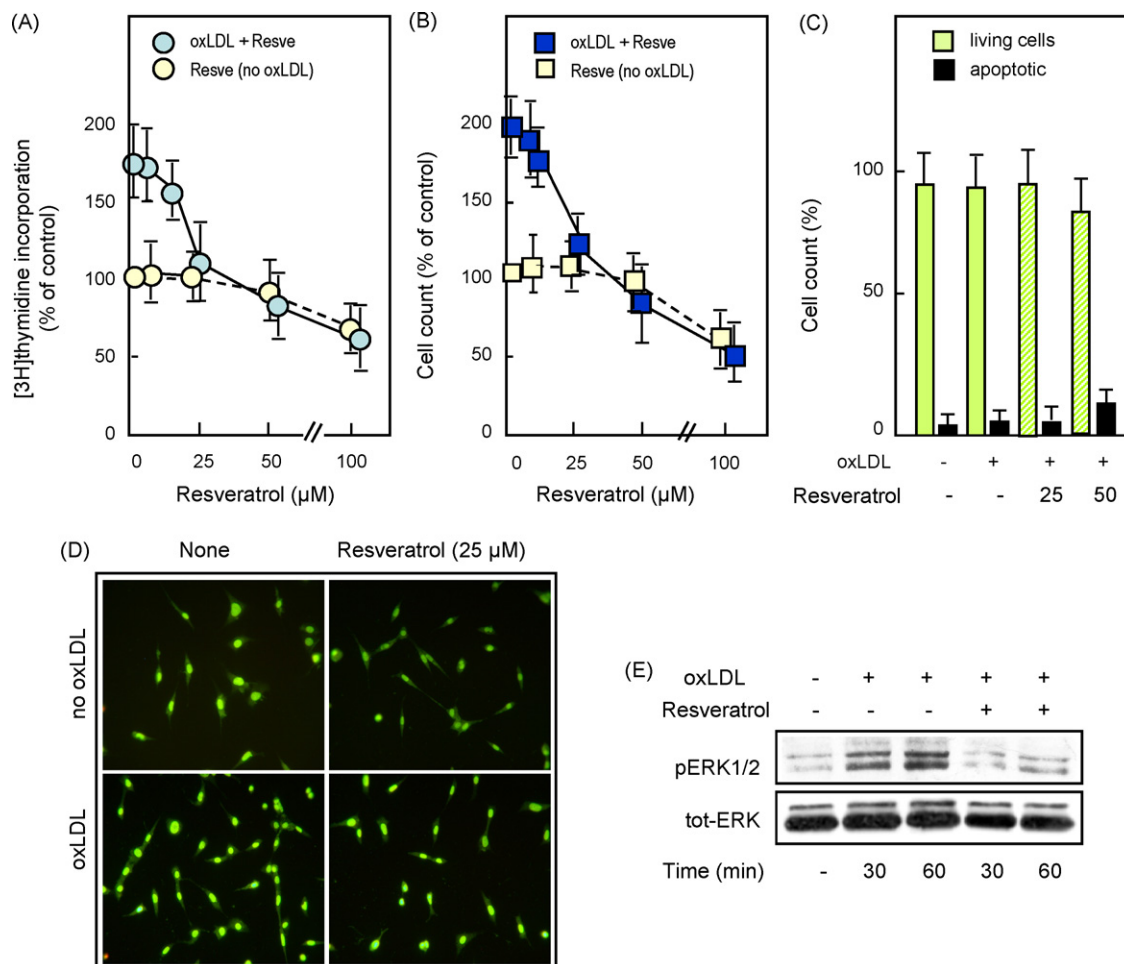 (A)
oxLDL + Resve
Resve (no oxLDL)
[3H]thymidine incorporation
(% of control)
200
150
100
50
0
0 25 50 100
Resveratrol (µM)
(B)
oxLDL + Resve
Resve (no oxLDL)
Cell count (% of control)
200
150
100
50
0
0 25 50 100
Resveratrol (µM)
(C)
living cells
apoptotic
Cell count (%)
100
50
0
oxLDL - + + +
Resveratrol - - 25 50
(D)
None Resveratrol (25 µM)
no oxLDL
oxLDL
(E)
oxLDL - + + + +
Resveratrol - - - + +
pERK1/2
tot-ERK
Time (min) - 30 60 30 60